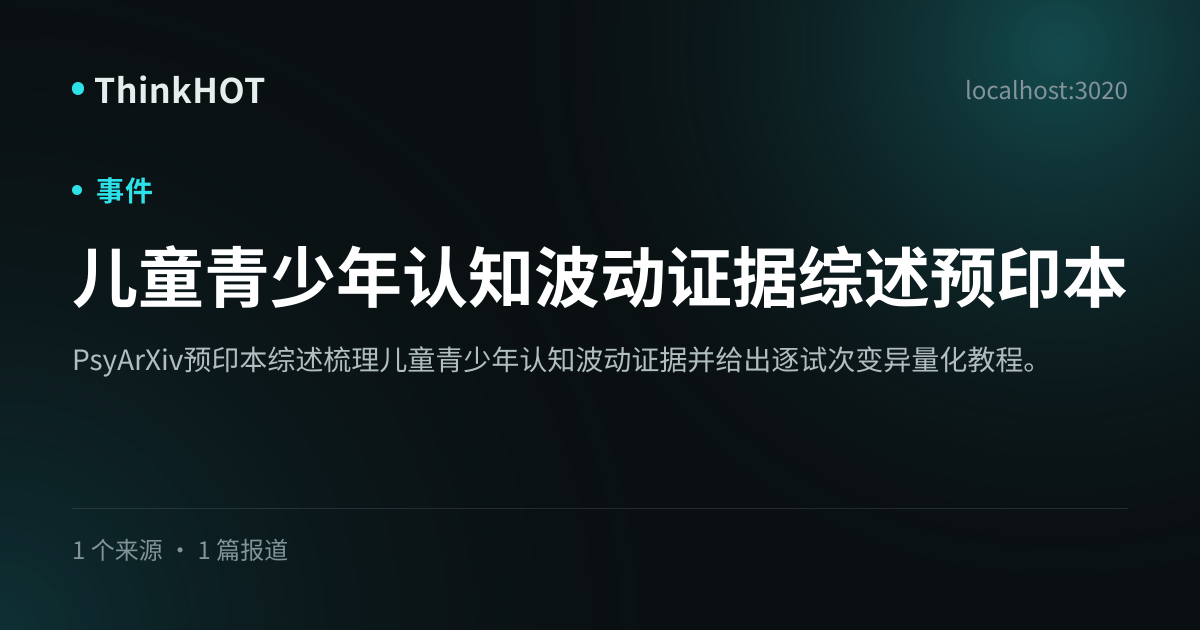 ThinkHOT
localhost:3020
事件
儿童青少年认知波动证据综述预印本
PsyArXiv预印本综述梳理儿童青少年认知波动证据并给出逐试次变异量化教程。
1 个来源 · 1 篇报道